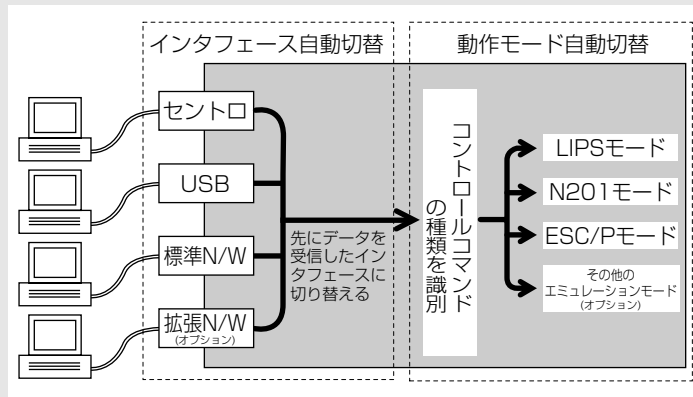 インタフェース自動切替
動作モード自動切替
セントロ
USB
標準N/W
拡張N/W
(オプション)
先にデータを
受信したイン
タフェースに
切り替える
コントロールコマンド
の種類を識別
LIPSモード
N201モード
ESC/Pモード
その他の
エミュレーションモード
(オプション)